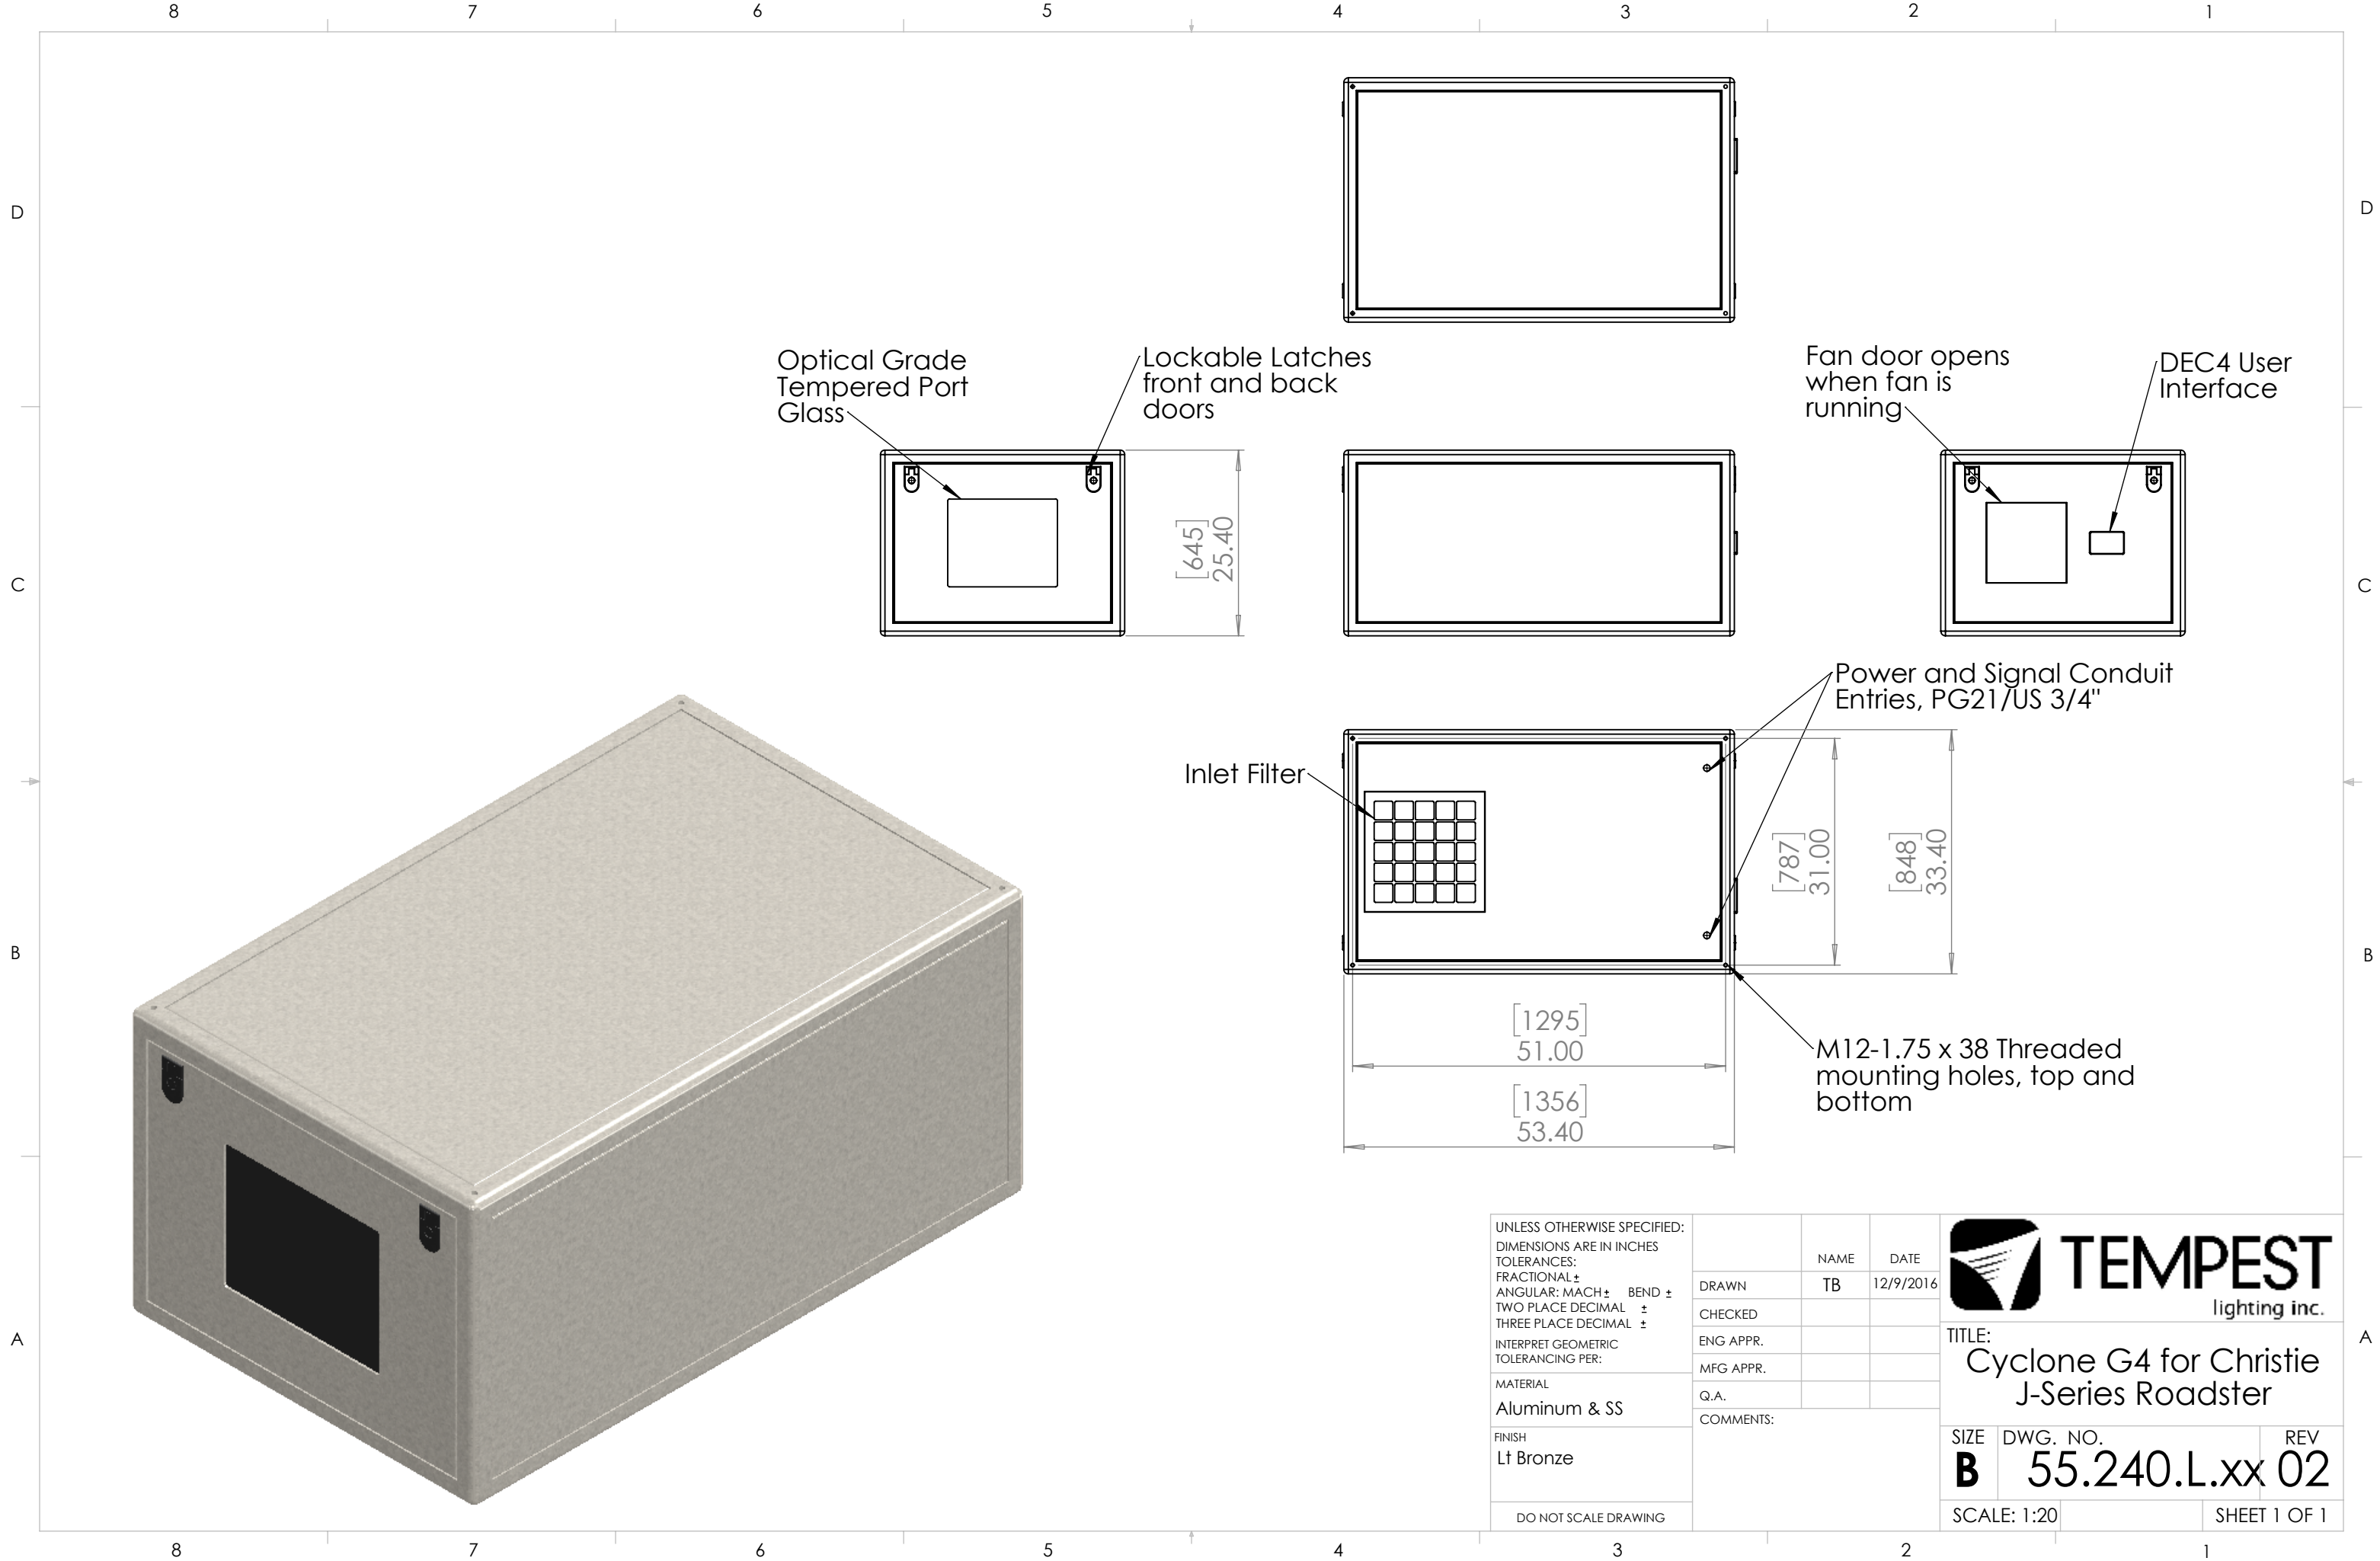 8 7 6 5 4 3 2 1
D D
Optical Grade
Tempered Port
Glass
Lockable Latches
front and back
doors
Fan door opens
when fan is
running
DEC4 User
Interface
[645]
25.40
C C
Power and Signal Conduit
Entries, PG21/US 3/4"
Inlet Filter
[787]
31.00
[848]
33.40
B B
[1295]
51.00
[1356]
53.40
M12-1.75 x 38 Threaded
mounting holes, top and
bottom
A A
UNLESS OTHERWISE SPECIFIED:
DIMENSIONS ARE IN INCHES
TOLERANCES:
FRACTIONAL ±
ANGULAR: MACH ± BEND ±
TWO PLACE DECIMAL ±
THREE PLACE DECIMAL ±
INTERPRET GEOMETRIC
TOLERANCING PER:
MATERIAL
Aluminum & SS
FINISH
Lt Bronze
DO NOT SCALE DRAWING
NAME DATE
DRAWN TB 12/9/2016
CHECKED
ENG APPR.
MFG APPR.
Q.A.
COMMENTS:
TEMPEST
lighting inc.
TITLE:
Cyclone G4 for Christie
J-Series Roadster
SIZE DWG. NO. REV
B 55.240.L.xx 02
SCALE: 1:20 SHEET 1 OF 1
8 7 6 5 4 3 2 1